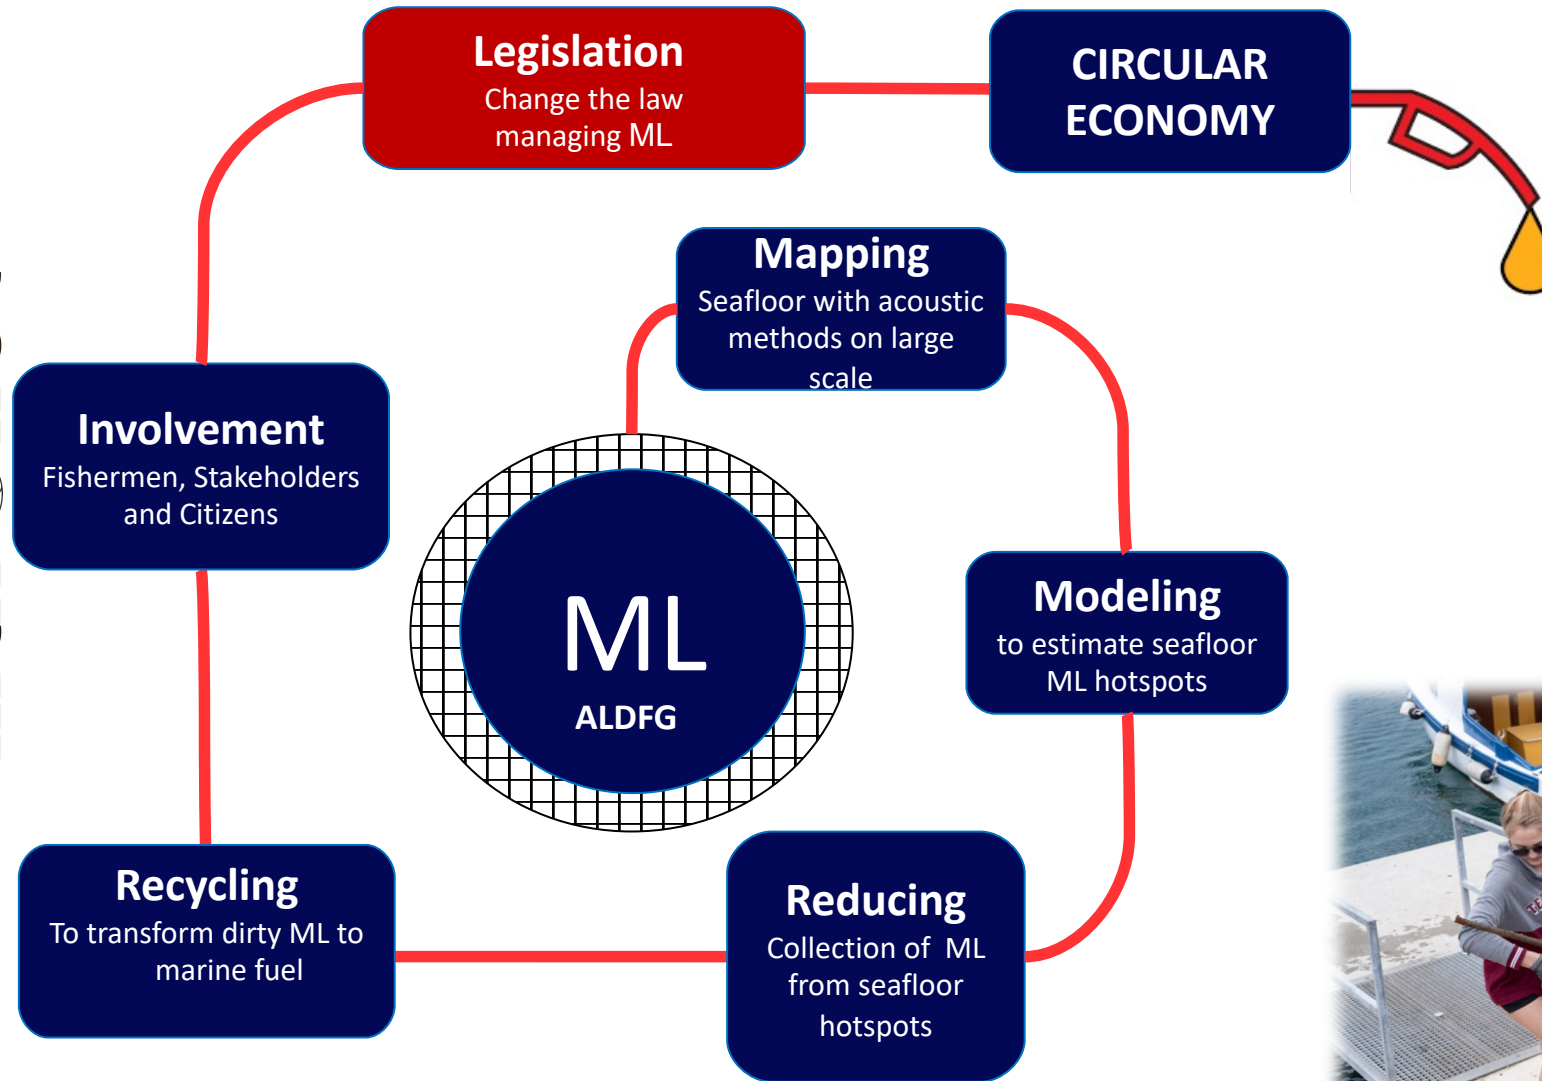 Legislation
Change the law
managing ML
CIRCULAR
ECONOMY
Mapping
Seafloor with acoustic
methods on large
scale
Involvement
Fishermen, Stakeholders
and Citizens
ML
ALDFG
Modeling
to estimate seafloor
ML hotspots
Recycling
To transform dirty ML to
marine fuel
Reducing
Collection of ML
from seafloor
hotspots